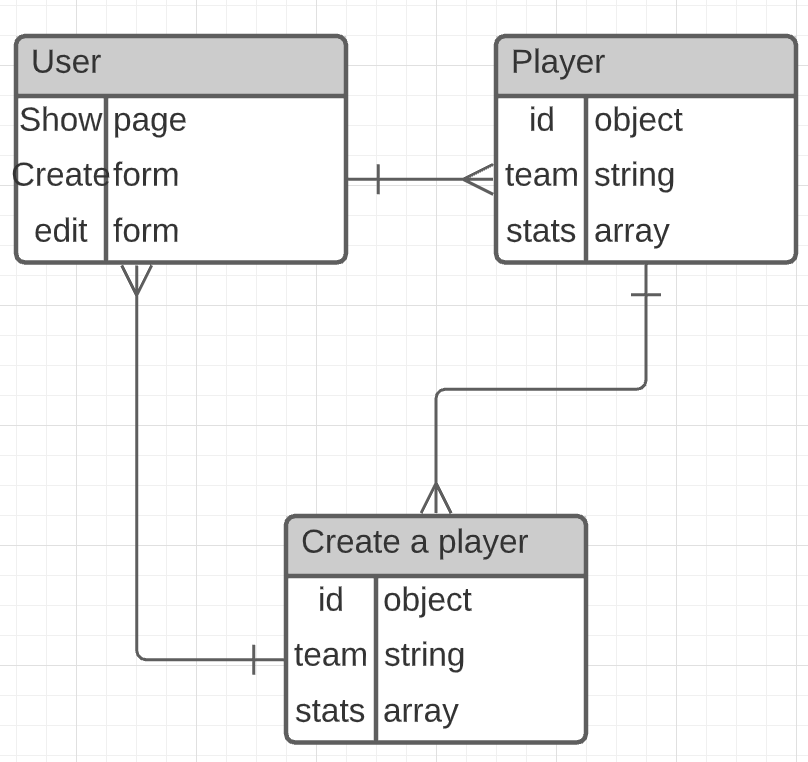 User
Show page
Create form
edit form
Player
id object
team string
stats array
Create a player
id object
team string
stats array